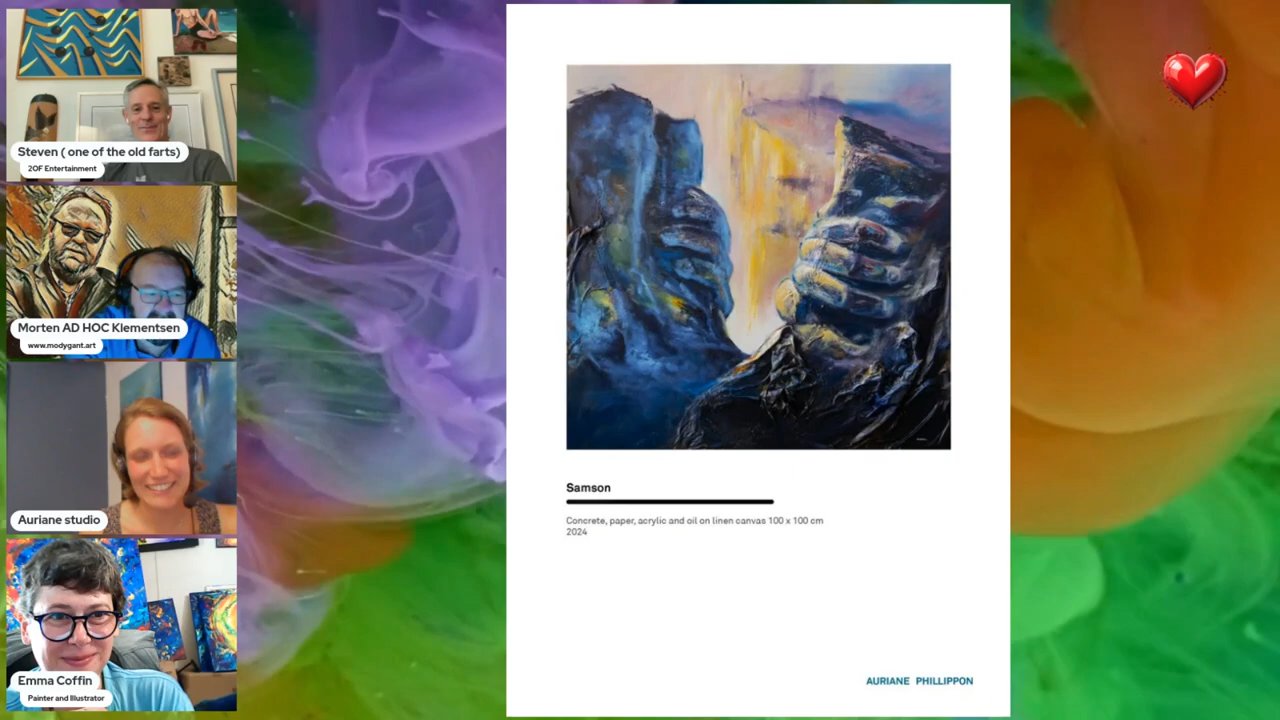 Steven ( one of the old farts)
2OF Entertainment
Morten AD HOC Klementsen
www.modygant.art
Auriane studio
Emma Coffin
Painter and Illustrator
Samson
Concrete, paper, acrylic and oil on linen canvas 100 x 100 cm
2024
AURIANE PHILLIPPON